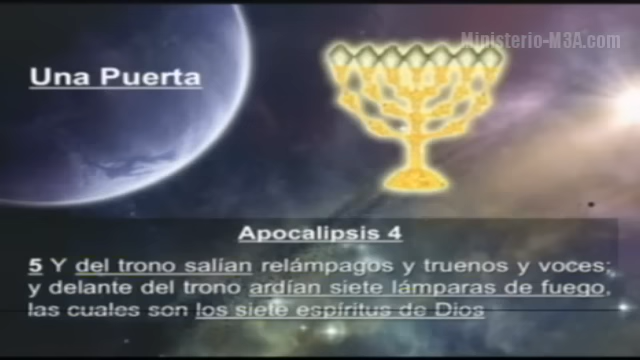 Ministerio-M3A.com
Una Puerta
Apocalipsis 4
5 Y del trono salían relámpagos y truenos y voces;
y delante del trono ardían siete lámparas de fuego,
las cuales son los siete espíritus de Dios